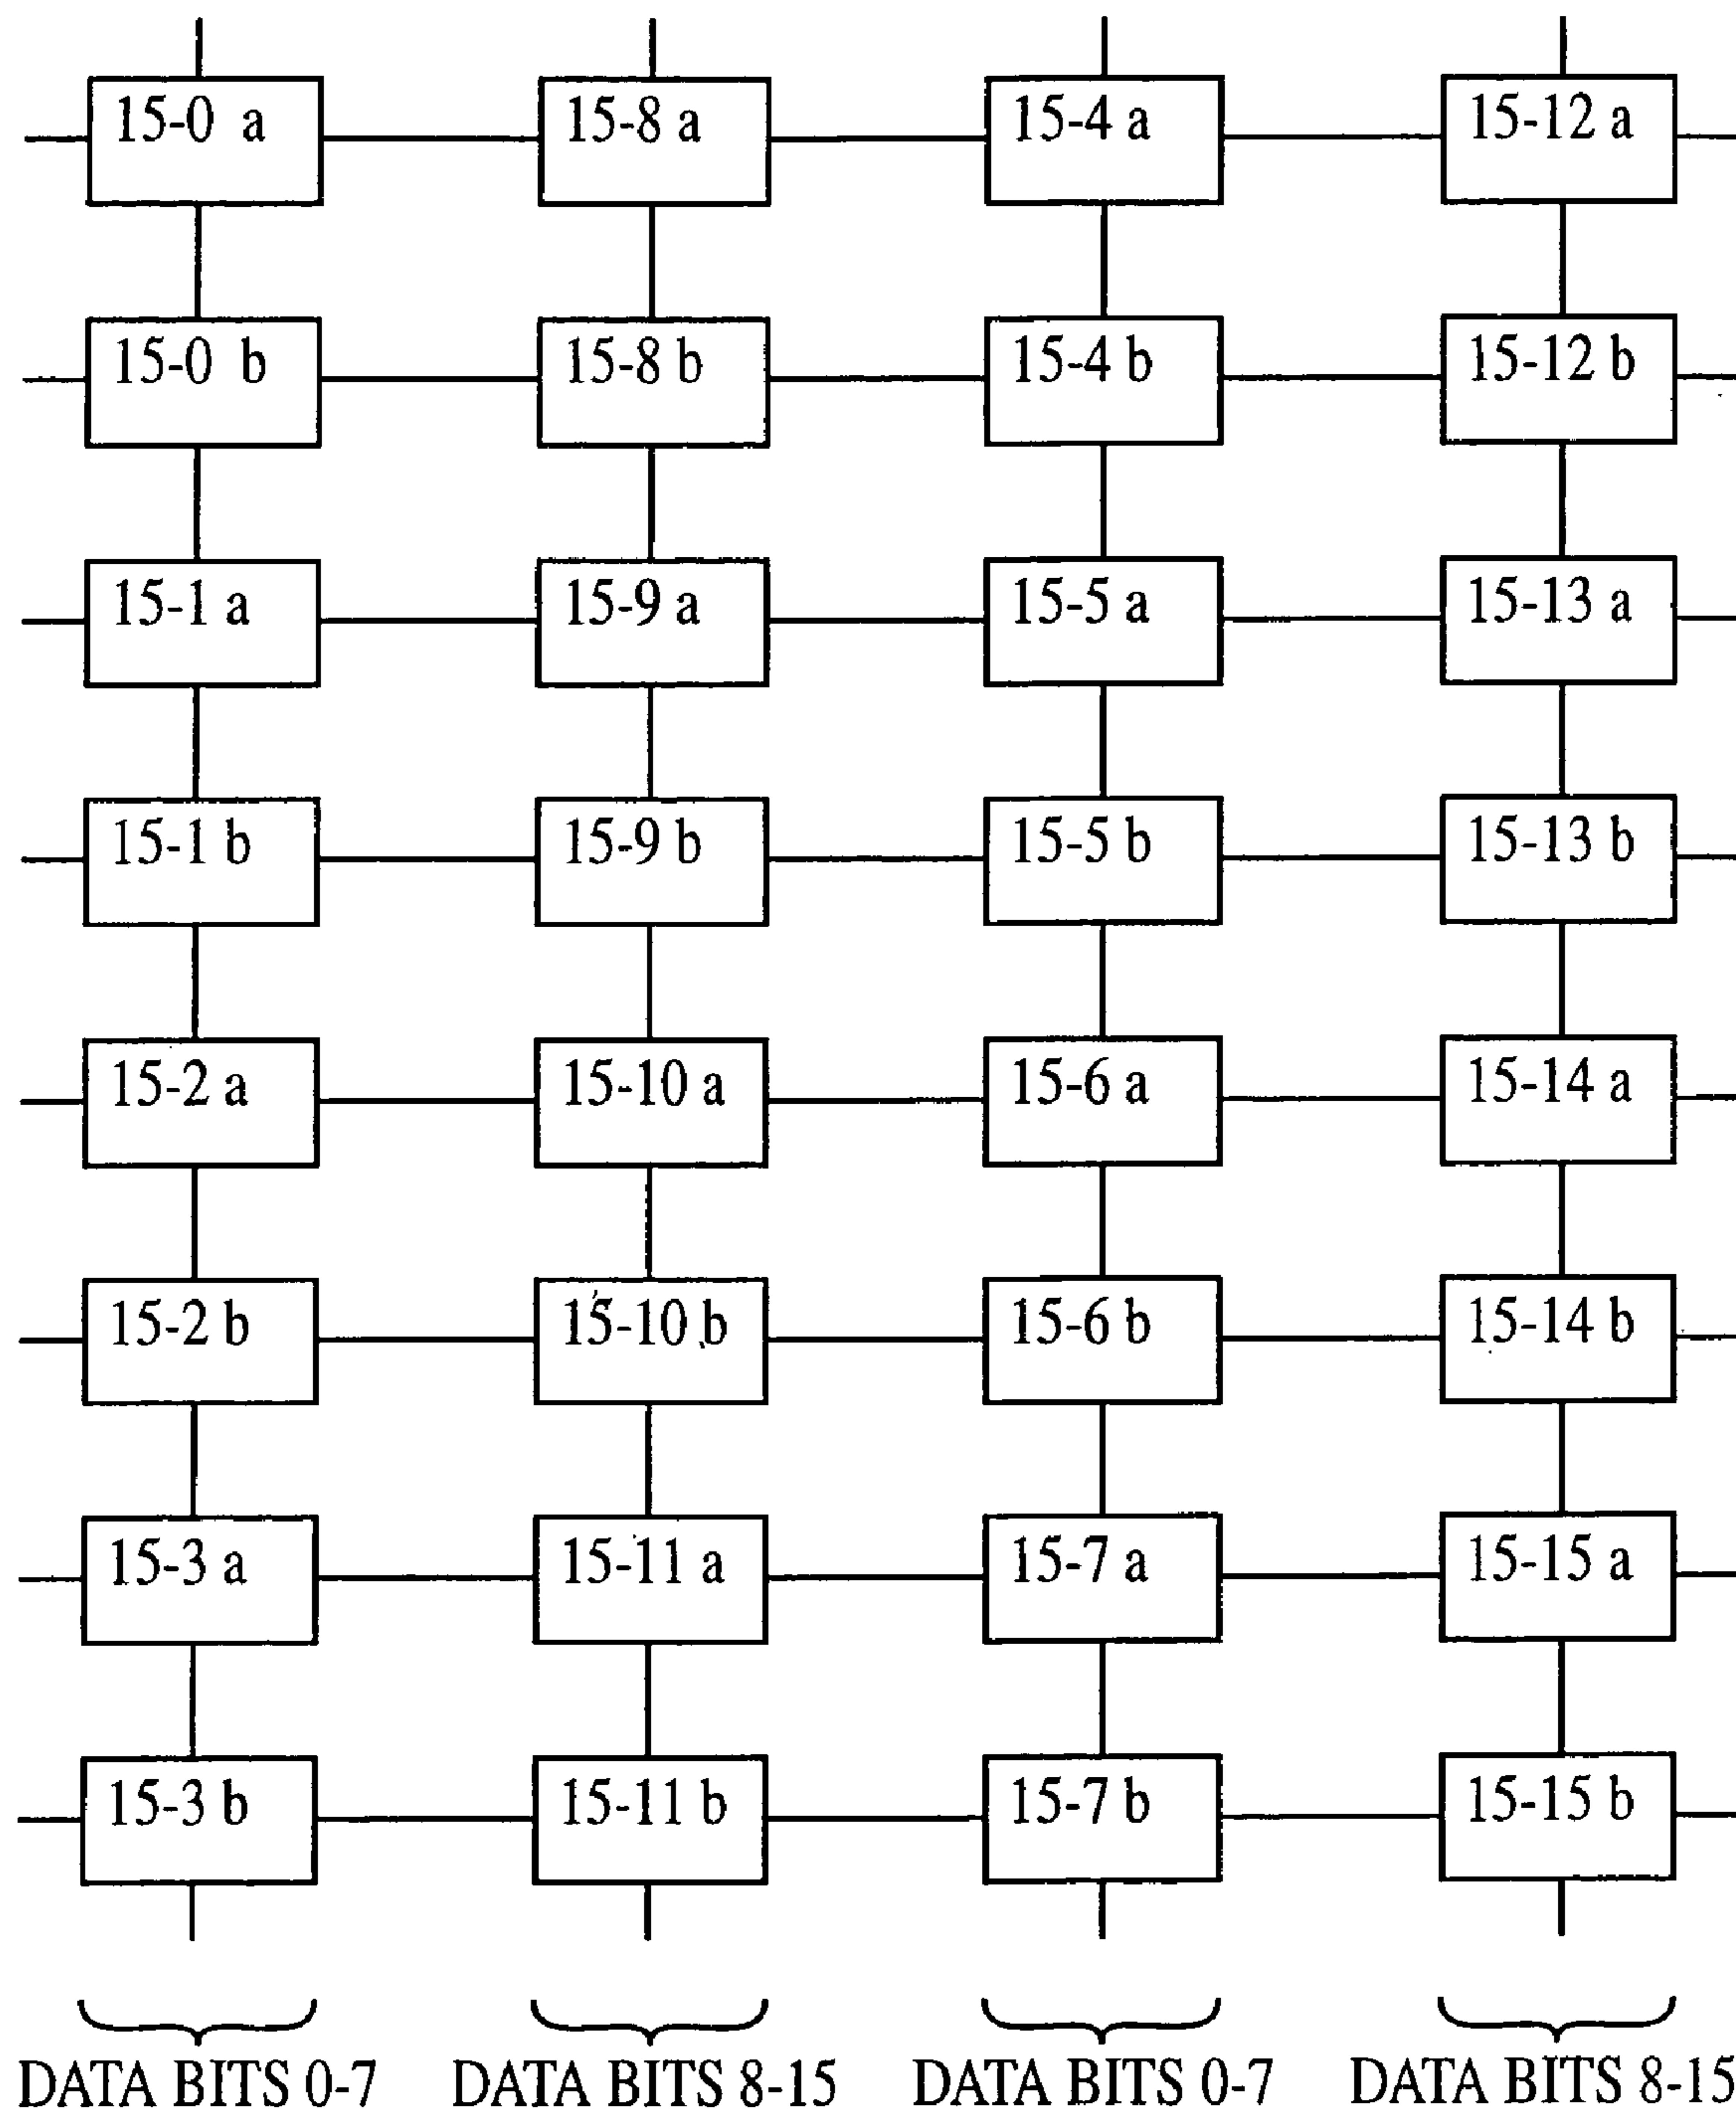 15-0 a 15-8 a 15-4 a 15-12 a
15-0 b 15-8 b 15-4 b 15-12 b
15-1 a 15-9 a 15-5 a 15-13 a
15-1 b 15-9 b 15-5 b 15-13 b
15-2 a 15-10 a 15-6 a 15-14 a
15-2 b 15-10 b 15-6 b 15-14 b
15-3 a 15-11 a 15-7 a 15-15 a
15-3 b 15-11 b 15-7 b 15-15 b
DATA BITS 0-7 DATA BITS 8-15 DATA BITS 0-7 DATA BITS 8-15